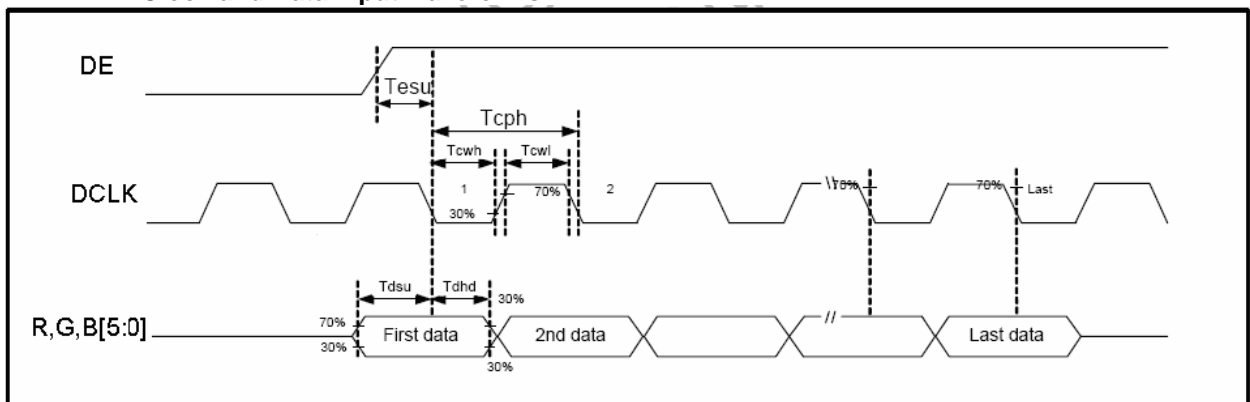 DE
Tesu
Tcph
Tcwh
Tcwl
DCLK
1
70%
2
30%
70%
70%
Last
Tdsu
Tdhd
30%
R,G,B[5:0]
70%
30%
First data
2nd data
//
Last data
30%